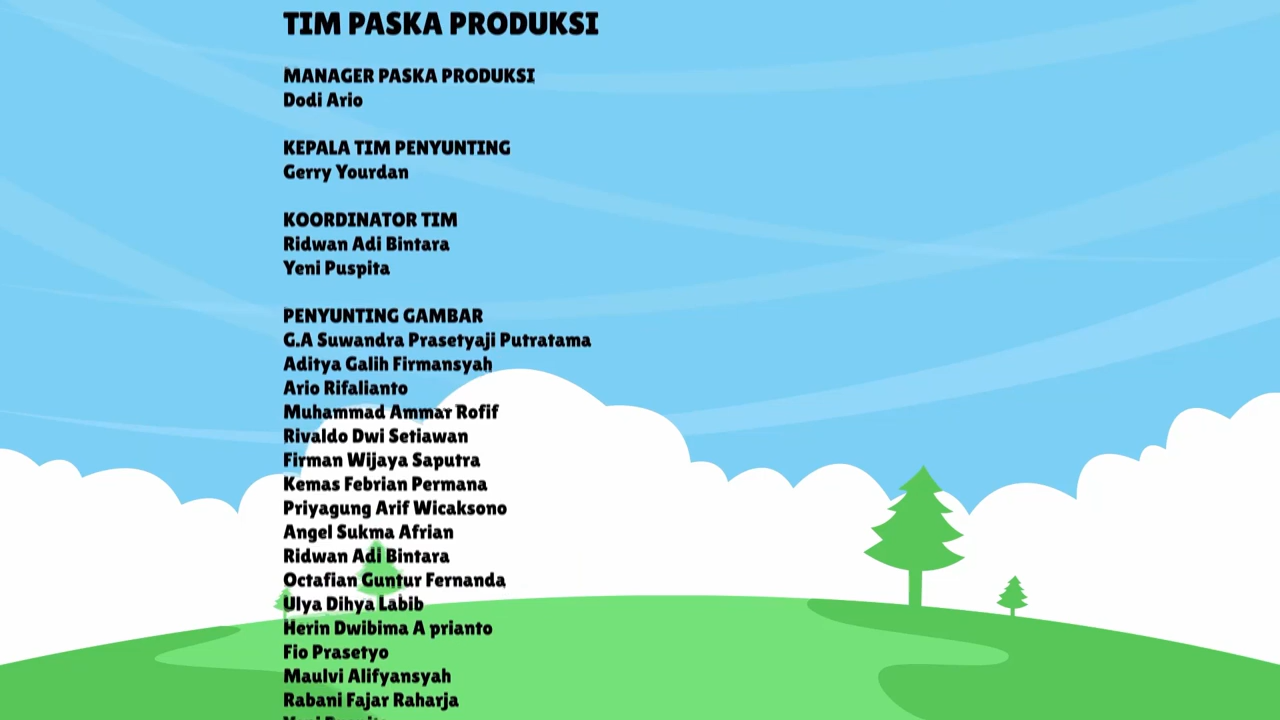 TIM PASKA PRODUKSI
MANAGER PASKA PRODUKSI
Dodi Ario
KEPALA TIM PENYUNTING
Gerry Yourdan
KOORDINATOR TIM
Ridwan Adi Bintara
Yeni Puspita
PENYUNTING GAMBAR
G.A Suwandra Prasetyaji Putratama
Aditya Galih Firmansyah
Ario Rifalianto
Muhammad Ammar Rofif
Rivaldo Dwi Setiawan
Firman Wijaya Saputra
Kemas Febrian Permana
Priyagung Arif Wicaksono
Angel Sukma Afrian
Ridwan Adi Bintara
Octafian Guntur Fernanda
Ulya Dihya Labib
Herin Dwibima A prianto
Fio Prasetyo
Maulvi Alifyansyah
Rabani Fajar Raharja